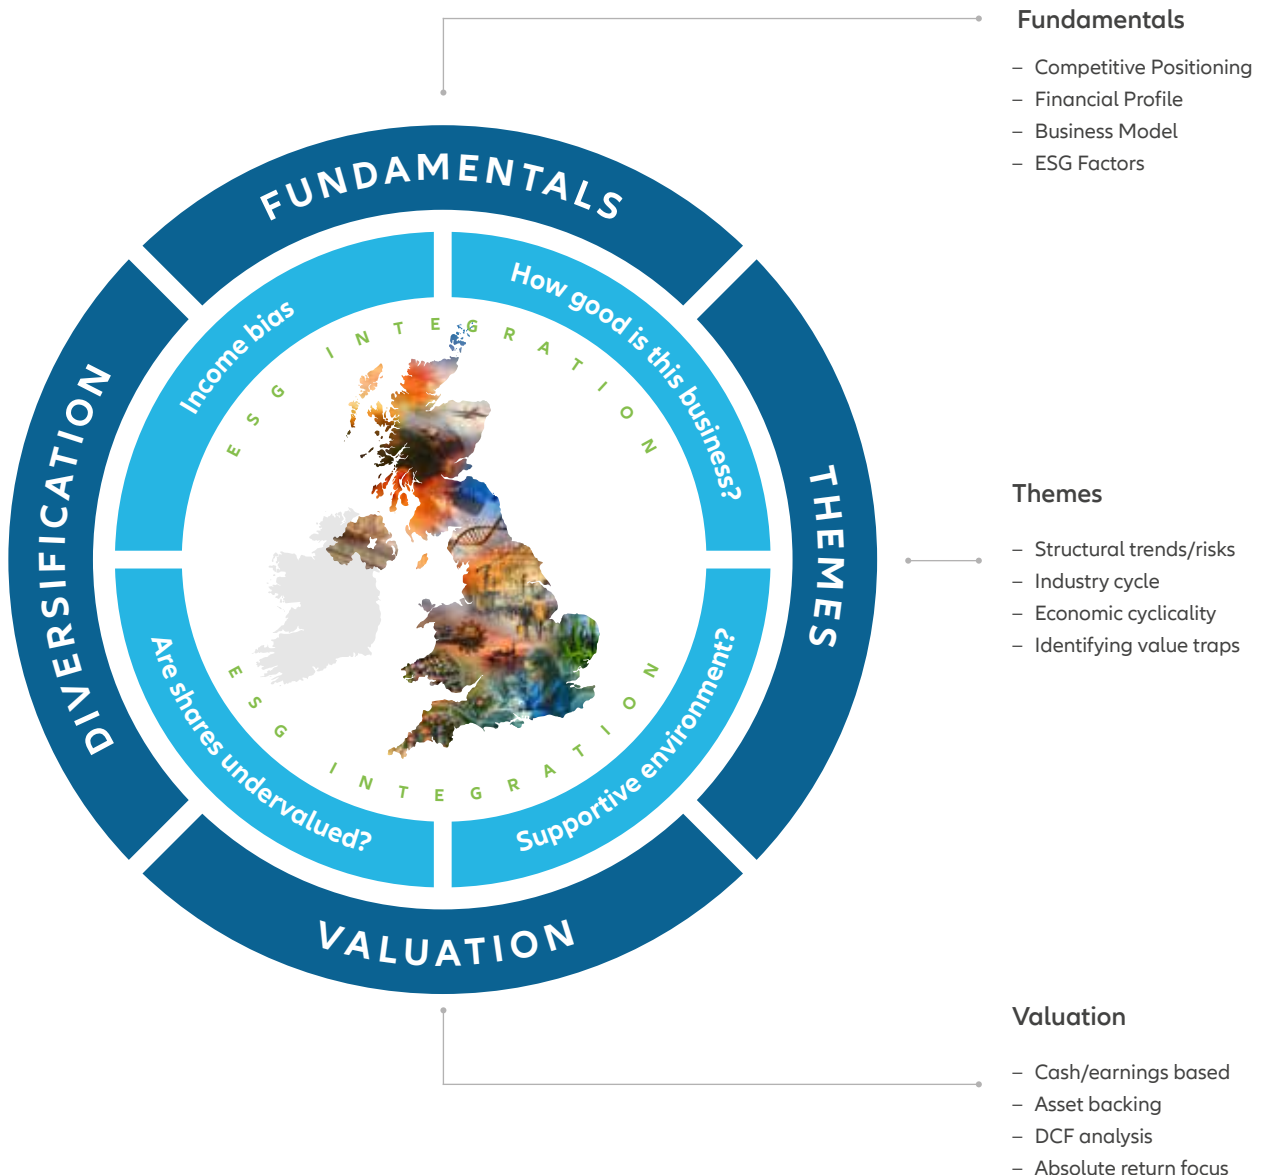 Fundamentals
– Competitive Positioning
– Financial Profile
– Business Model
– ESG Factors
FUNDAMENTALS
DIVERSIFICATION
THEMES
VALUATION
Income bias
How good is this business?
Are shares undervalued?
Supportive environment?
ESG INTEGRATION
ESG INTEGRATION
Themes
– Structural trends/risks
– Industry cycle
– Economic cyclicality
– Identifying value traps
Valuation
– Cash/earnings based
– Asset backing
– DCF analysis
– Absolute return focus